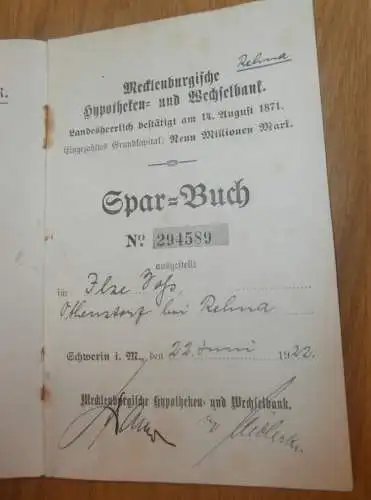 R.
Rehna
Mecklenburgische
Hypotheken= und Wechselbank.
Landesherrlich bestätigt am 14. August 1871.
Eingezahltes Grundkapital: Neun Millionen Mark.
Spar=Buch
No. 294589
ausgestellt
für Ilse Voss
Othenstorf bei Rehna
Schwerin i. M., den 22. Juni 1922.
Mecklenburgische Hypotheken- und Wechselbank.